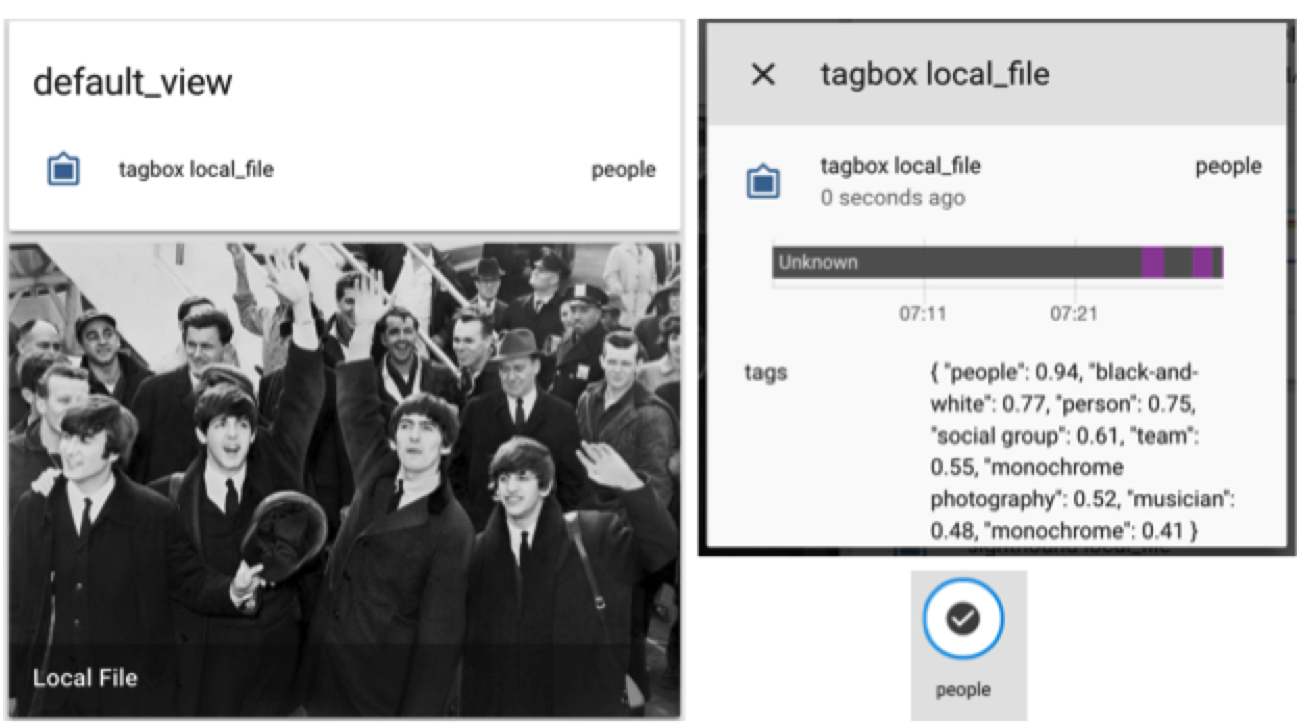 default_view
tagbox local_file
people
Local File
tagbox local_file
tagbox local_file
people
0 seconds ago
Unknown
07:11
07:21
tags
{ "people": 0.94, "black-and-
white": 0.77, "person": 0.75,
"social group": 0.61, "team":
0.55, "monochrome
photography": 0.52, "musician":
0.48, "monochrome": 0.41 }
people